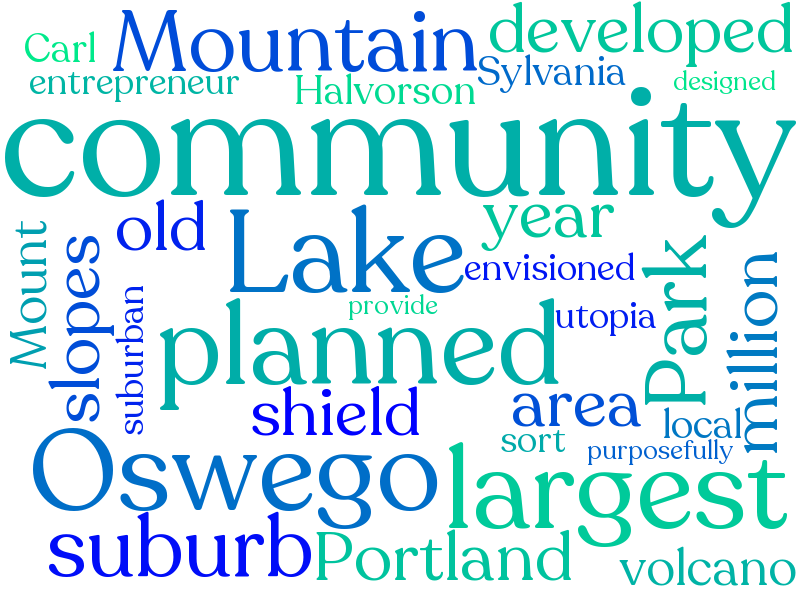 Carl
Mountain
developed
entrepreneur
Halvorson
Sylvania
designed
community
Mount
slopes
old
Lake
year
envisioned
Park
million
suburban
provide
utopia
planned
shield
area
local
Oswego
sort
purposefully
largest
suburb
Portland
volcano